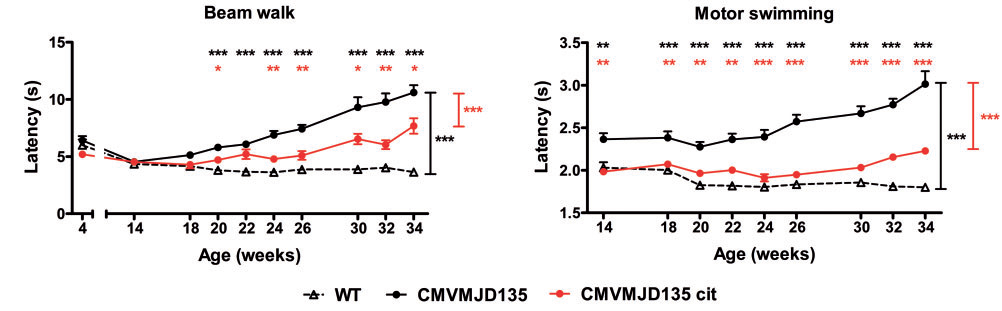 Beam walk
Latency (s)
15
10
5
0
*** *** *** *** *** *** ***
* ** ** * ** *
***
***
4 14 18 20 22 24 26 30 32 34
Age (weeks)
Motor swimming
Latency (s)
3.5
3.0
2.5
2.0
1.5
** *** *** *** *** *** *** *** ***
** ** ** ** *** *** *** *** ***
***
***
14 18 20 22 24 26 30 32 34
Age (weeks)
WT CMVMJD135 CMVMJD135 cit